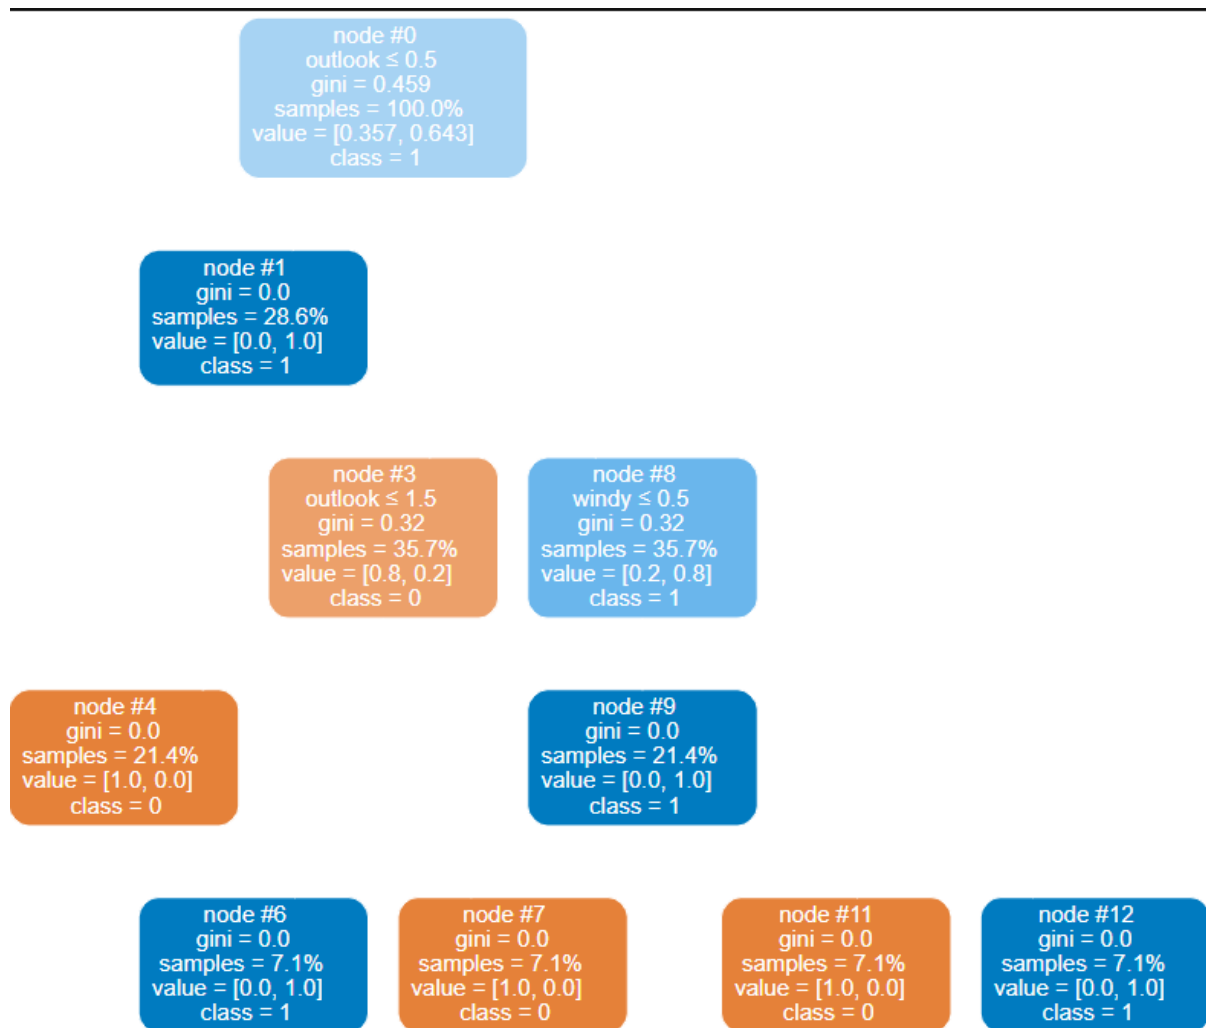 node #0
outlook ≤ 0.5
gini = 0.459
samples = 100.0%
value = [0.357, 0.643]
class = 1
node #1
gini = 0.0
samples = 28.6%
value = [0.0, 1.0]
class = 1
node #3
outlook ≤ 1.5
gini = 0.32
samples = 35.7%
value = [0.8, 0.2]
class = 0
node #8
windy ≤ 0.5
gini = 0.32
samples = 35.7%
value = [0.2, 0.8]
class = 1
node #4
gini = 0.0
samples = 21.4%
value = [1.0, 0.0]
class = 0
node #9
gini = 0.0
samples = 21.4%
value = [0.0, 1.0]
class = 1
node #6
gini = 0.0
samples = 7.1%
value = [0.0, 1.0]
class = 1
node #7
gini = 0.0
samples = 7.1%
value = [1.0, 0.0]
class = 0
node #11
gini = 0.0
samples = 7.1%
value = [1.0, 0.0]
class = 0
node #12
gini = 0.0
samples = 7.1%
value = [0.0, 1.0]
class = 1